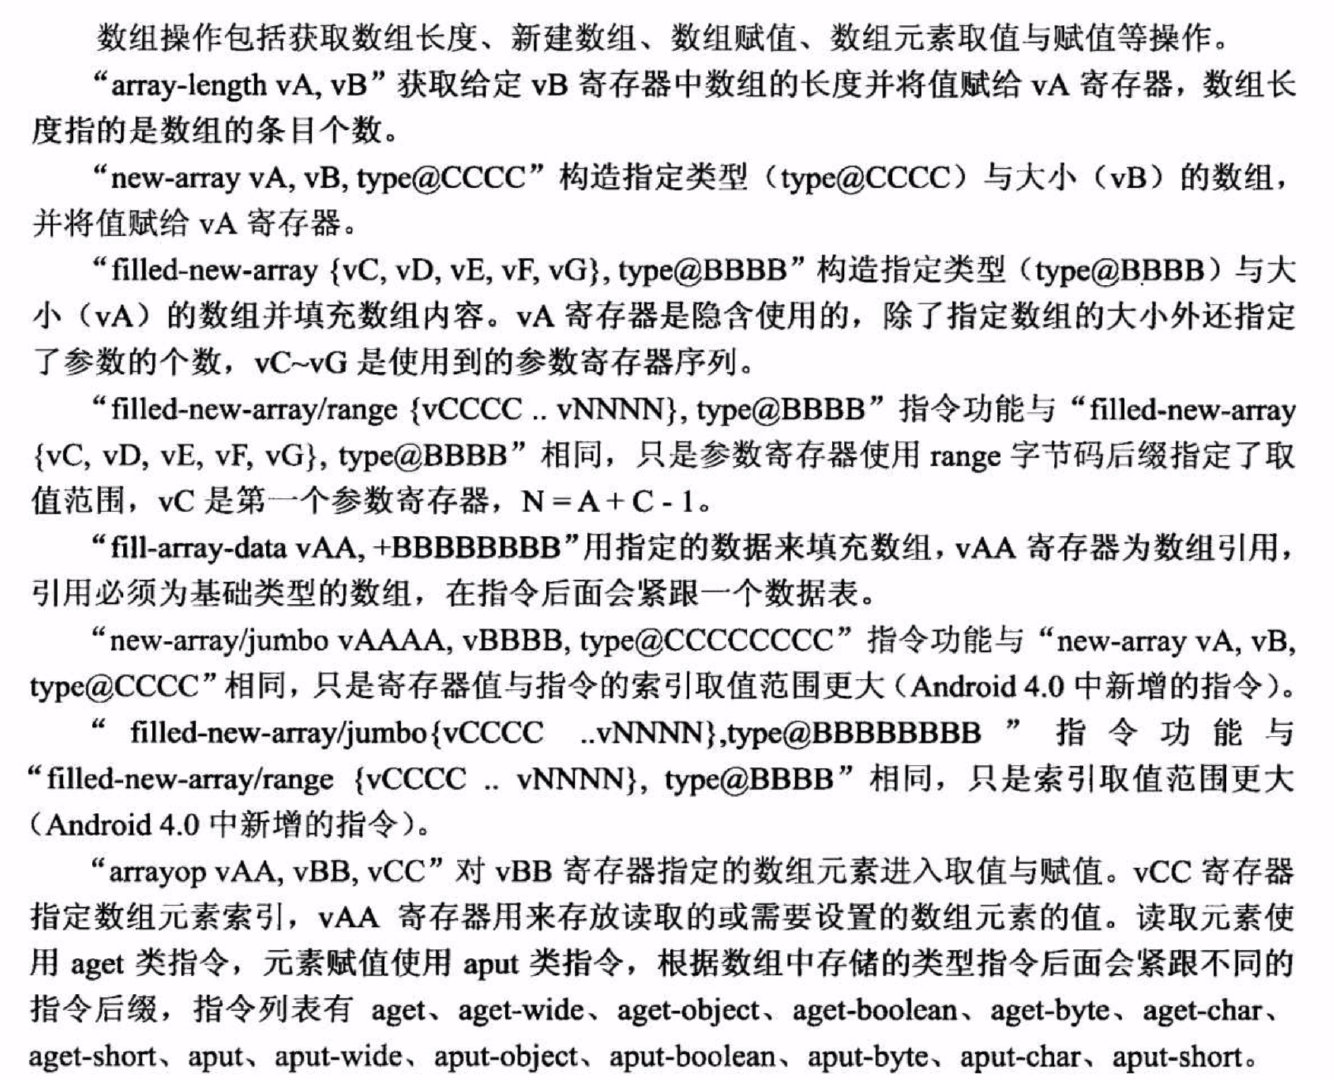 数组操作包括获取数组长度、新建数组、数组赋值、数组元素取值与赋值等操作。
“array-length vA, vB”获取给定 vB 寄存器中数组的长度并将值赋给 vA 寄存器，数组长
度指的是数组的条目个数。
“new-array vA, vB, type@CCCC”构造指定类型（type@CCCC）与大小（vB）的数组，
并将值赋给 vA 寄存器。
“filled-new-array {vC, vD, vE, vF, vG}, type@BBBB”构造指定类型（type@BBBB）与大
小（vA）的数组并填充数组内容。vA 寄存器是隐含使用的，除了指定数组的大小外还指定
了参数的个数，vC~vG 是使用到的参数寄存器序列。
“filled-new-array/range {vCCCC .. vNNNN}, type@BBBB”指令功能与“filled-new-array
{vC, vD, vE, vF, vG}, type@BBBB”相同，只是参数寄存器使用 range 字节码后缀指定了取
值范围，vC 是第一个参数寄存器，N = A + C - 1。
“fill-array-data vAA, +BBBBBBBB”用指定的数据来填充数组，vAA 寄存器为数组引用，
引用必须为基础类型的数组，在指令后面会紧跟一个数据表。
“new-array/jumbo vAAAA, vBBBB, type@CCCCCCCC”指令功能与“new-array vA, vB,
type@CCCC”相同，只是寄存器值与指令的索引取值范围更大（Android 4.0 中新增的指令）。
“ filled-new-array/jumbo{vCCCC ..vNNNN},type@BBBBBBBB ” 指 令 功 能 与
“filled-new-array/range {vCCCC .. vNNNN}, type@BBBB”相同，只是索引取值范围更大
（Android 4.0 中新增的指令）。
“arrayop vAA, vBB, vCC”对 vBB 寄存器指定的数组元素进入取值与赋值。vCC 寄存器
指定数组元素索引，vAA 寄存器用来存放读取的或需要设置的数组元素的值。读取元素使
用 aget 类指令，元素赋值使用 aput 类指令，根据数组中存储的类型指令后面会紧跟不同的
指令后缀，指令列表有 aget、aget-wide、aget-object、aget-boolean、aget-byte、aget-char、
aget-short、aput、aput-wide、aput-object、aput-boolean、aput-byte、aput-char、aput-short。